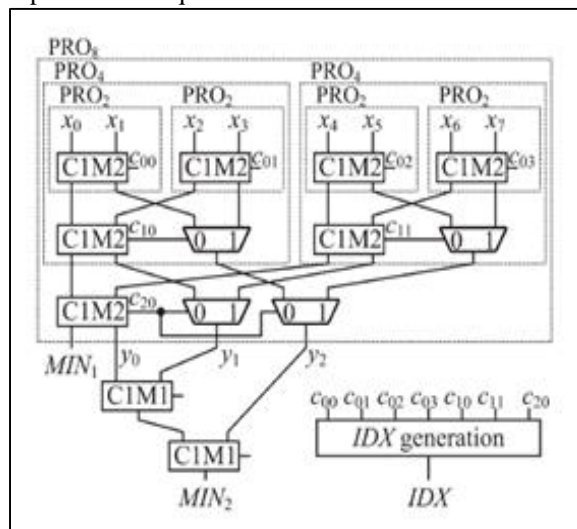 PRO₈
PRO₄ PRO₄
PRO₂ PRO₂ PRO₂ PRO₂
x₀ x₁ x₂ x₃ x₄ x₅ x₆ x₇
C1M2 c₀₀ C1M2 c₀₁ C1M2 c₀₂ C1M2 c₀₃
C1M2 c₁₀ 0 1 C1M2 c₁₁ 0 1
C1M2 c₂₀ 0 1 0 1
MIN₁ y₀ y₁ y₂
C1M1 c₀₀ c₀₁ c₀₂ c₀₃ c₁₀ c₁₁ c₂₀
C1M1 IDX generation
MIN₂ IDX